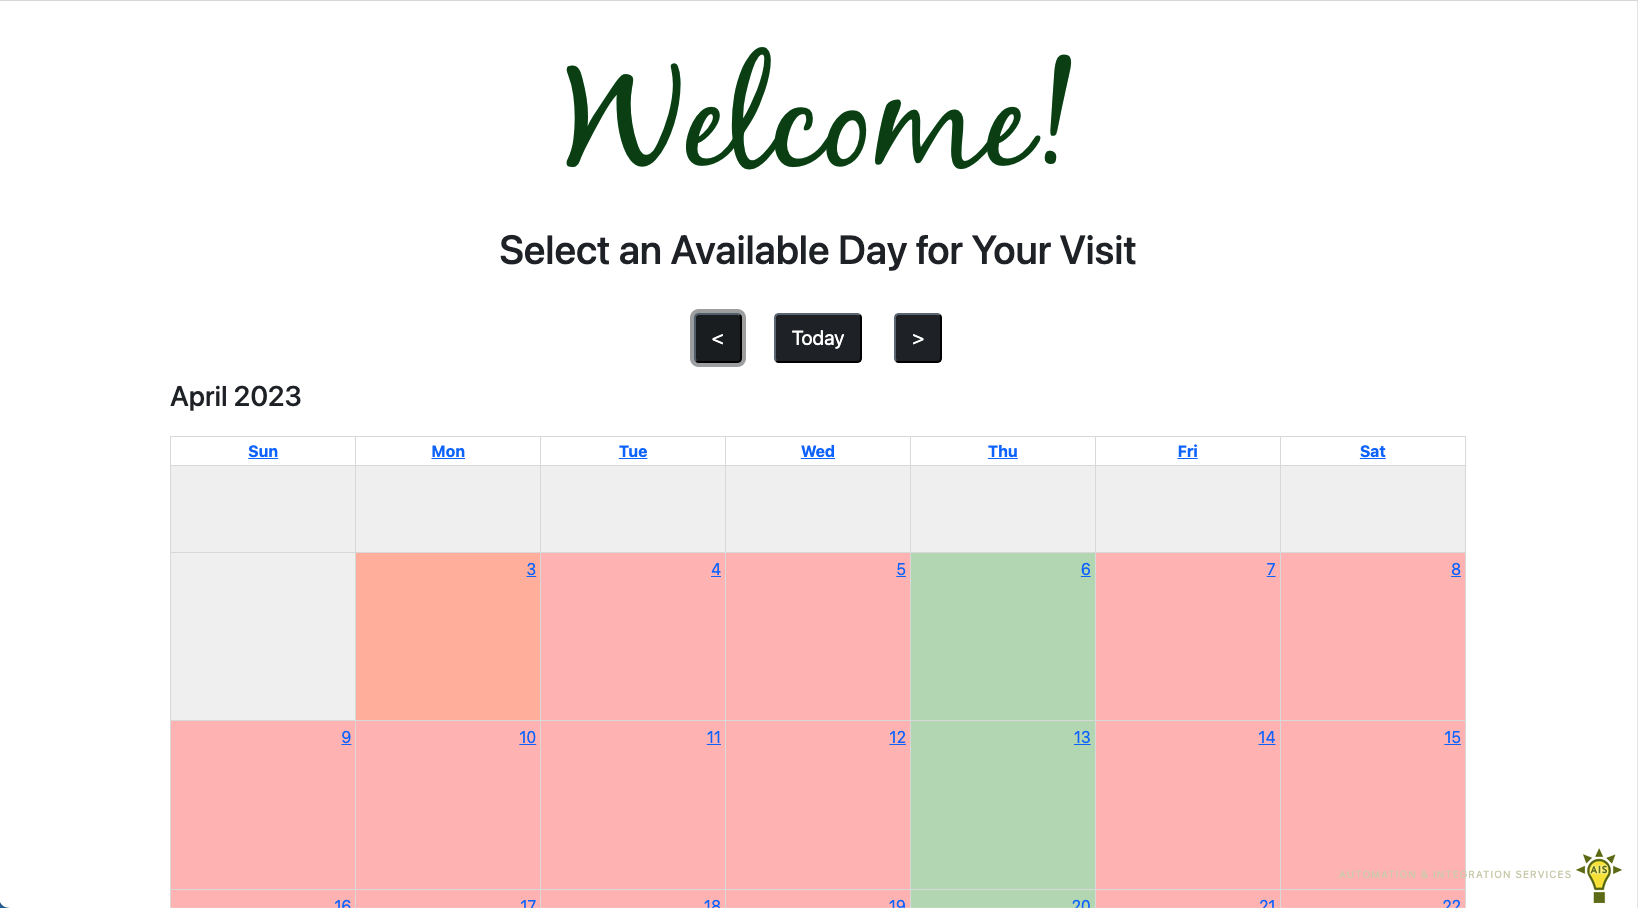 Welcome!
Select an Available Day for Your Visit
< Today >
April 2023
Sun Mon Tue Wed Thu Fri Sat
3 4 5 6 7 8
9 10 11 12 13 14 15
16 17 18 19 20 21 22
SERVICES
AIS